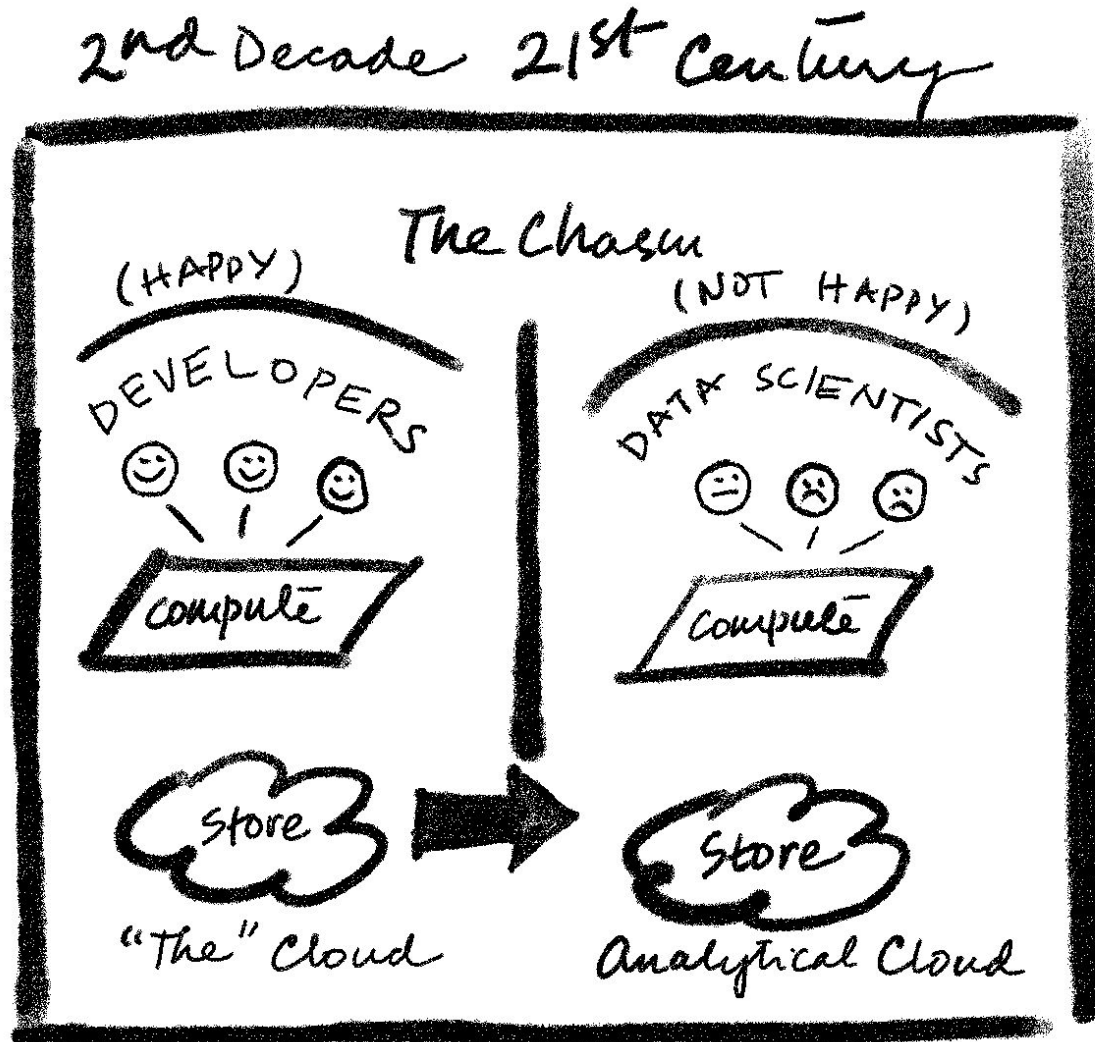 2nd Decade 21st Century
The Chasm
(HAPPY)
DEVELOPERS
compute
store
"The" Cloud
(NOT HAPPY)
DATA SCIENTISTS
compute
Store
Analytical Cloud